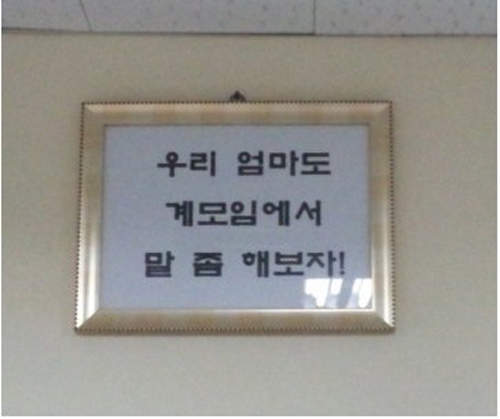 우리 엄마도
계모임에서
말 좀 해보자!